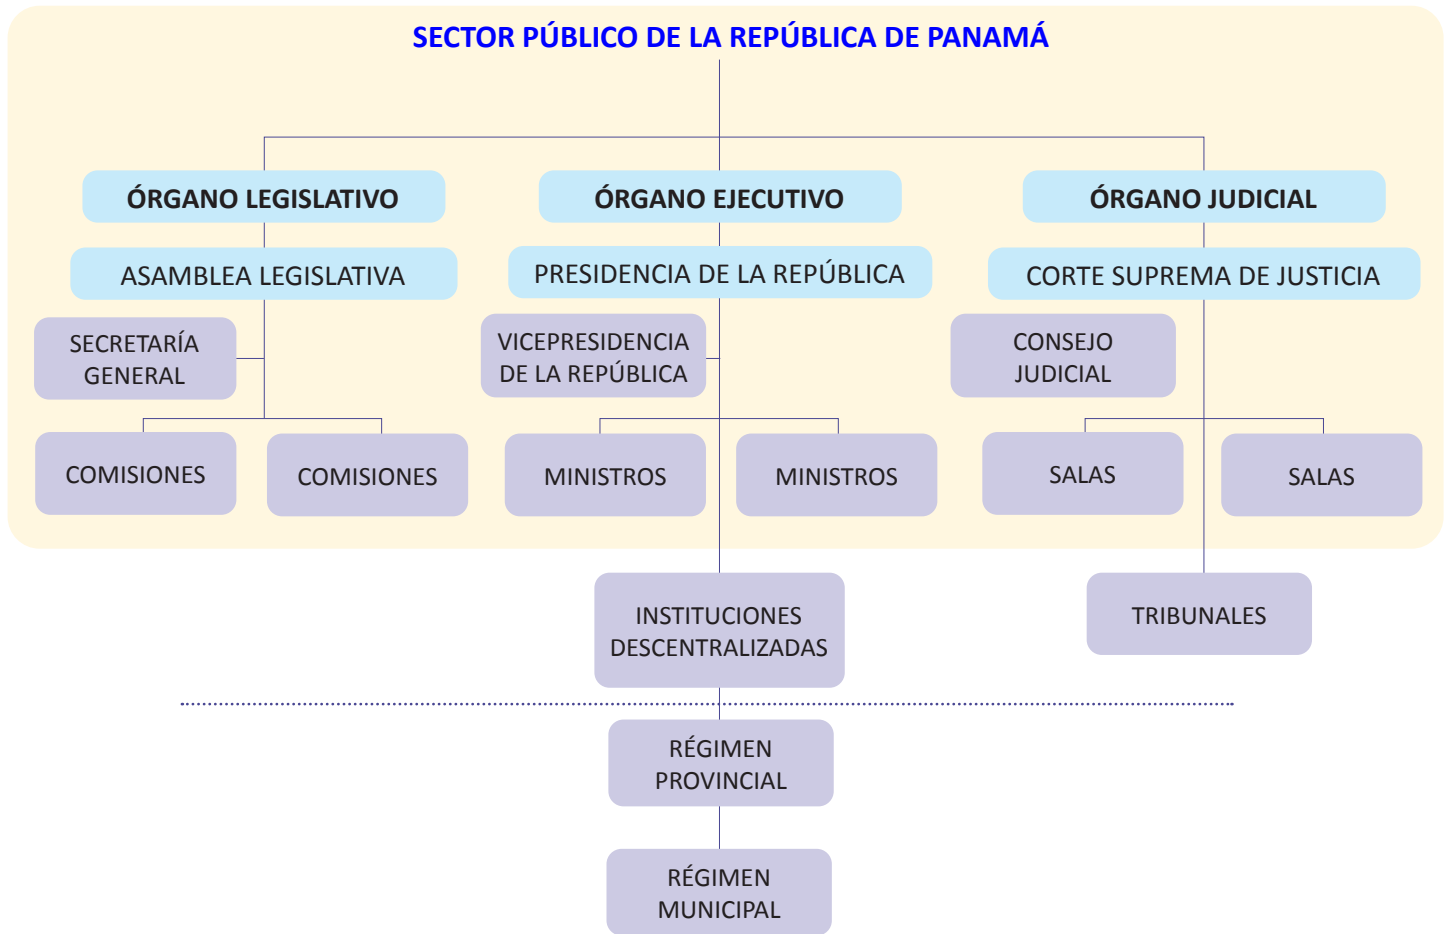 SECTOR PÚBLICO DE LA REPÚBLICA DE PANAMÁ
ÓRGANO LEGISLATIVO
ÓRGANO EJECUTIVO
ÓRGANO JUDICIAL
ASAMBLEA LEGISLATIVA
PRESIDENCIA DE LA REPÚBLICA
CORTE SUPREMA DE JUSTICIA
SECRETARÍA
GENERAL
VICEPRESIDENCIA
DE LA REPÚBLICA
CONSEJO
JUDICIAL
COMISIONES
COMISIONES
MINISTROS
MINISTROS
SALAS
SALAS
INSTITUCIONES
DESCENTRALIZADAS
TRIBUNALES
RÉGIMEN
PROVINCIAL
RÉGIMEN
MUNICIPAL